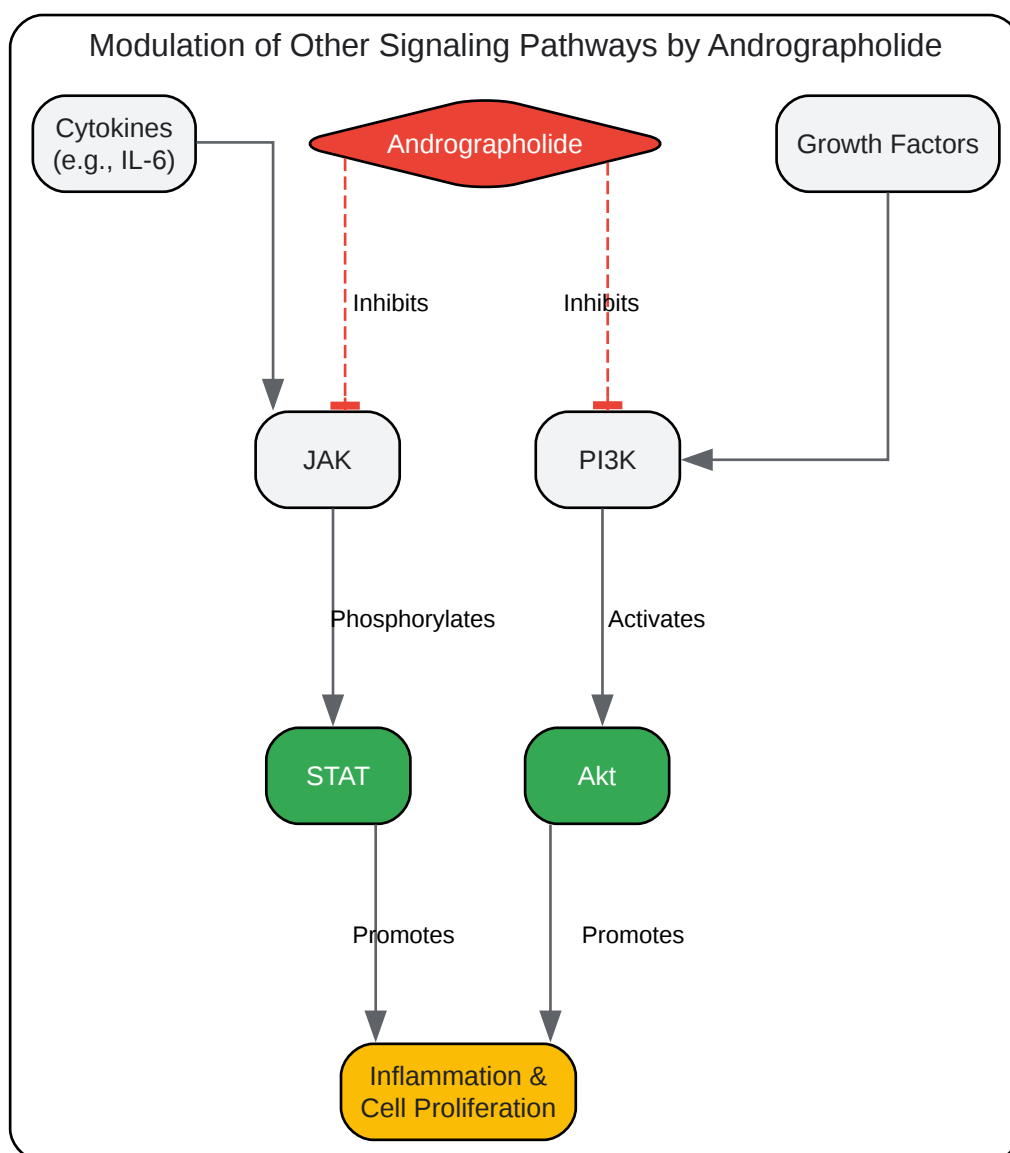 Modulation of Other Signaling Pathways by Andrographolide
Cytokines
(e.g., IL-6)
Andrographolide
Growth Factors
Inhibits
Inhibits
JAK
PI3K
Phosphorylates
Activates
STAT
Akt
Promotes
Promotes
Inflammation &
Cell Proliferation